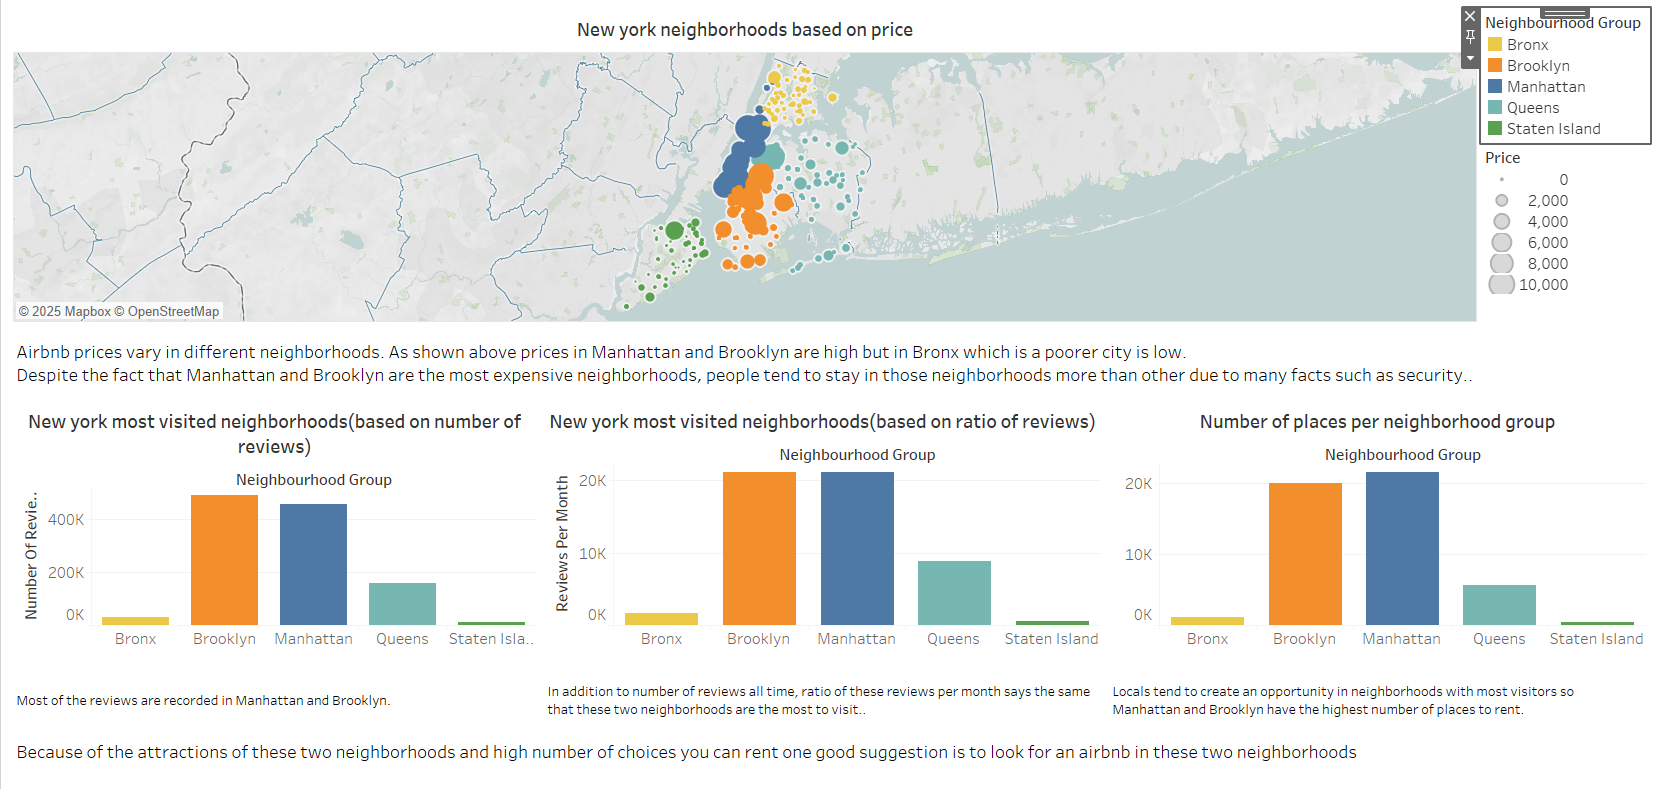 New york neighborhoods based on price
Neighbourhood Group
Bronx
Brooklyn
Manhattan
Queens
Staten Island
Price
0
2,000
4,000
6,000
8,000
10,000
© 2025 Mapbox © OpenStreetMap
Airbnb prices vary in different neighborhoods. As shown above prices in Manhattan and Brooklyn are high but in Bronx which is a poorer city is low.
Despite the fact that Manhattan and Brooklyn are the most expensive neighborhoods, people tend to stay in those neighborhoods more than other due to many facts such as security..
New york most visited neighborhoods(based on number of
reviews)
Neighbourhood Group
Number Of Revie..
400K
200K
0K
Bronx
Brooklyn
Manhattan
Queens
Staten Isla..
Most of the reviews are recorded in Manhattan and Brooklyn.
New york most visited neighborhoods(based on ratio of reviews)
Neighbourhood Group
Reviews Per Month
20K
10K
0K
Bronx
Brooklyn
Manhattan
Queens
Staten Island
In addition to number of reviews all time, ratio of these reviews per month says the same
that these two neighborhoods are the most to visit..
Number of places per neighborhood group
Neighbourhood Group
20K
10K
0K
Bronx
Brooklyn
Manhattan
Queens
Staten Island
Locals tend to create an opportunity in neighborhoods with most visitors so
Manhattan and Brooklyn have the highest number of places to rent.
Because of the attractions of these two neighborhoods and high number of choices you can rent one good suggestion is to look for an airbnb in these two neighborhoods